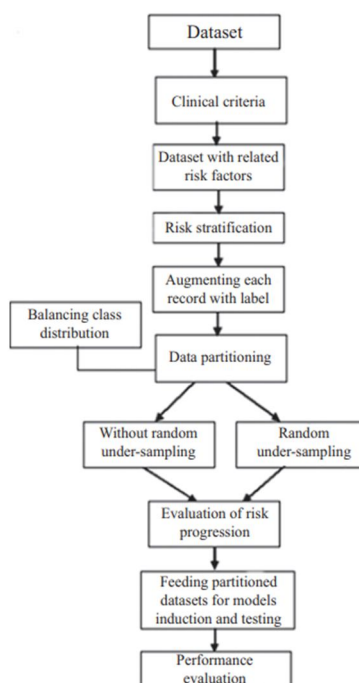 Dataset
Clinical criteria
Dataset with related
risk factors
Risk stratification
Augmenting each
record with label
Balancing class
distribution
Data partitioning
Without random
under-sampling
Random
under-sampling
Evaluation of risk
progression
Feeding partitioned
datasets for models
induction and testing
Performance
evaluation